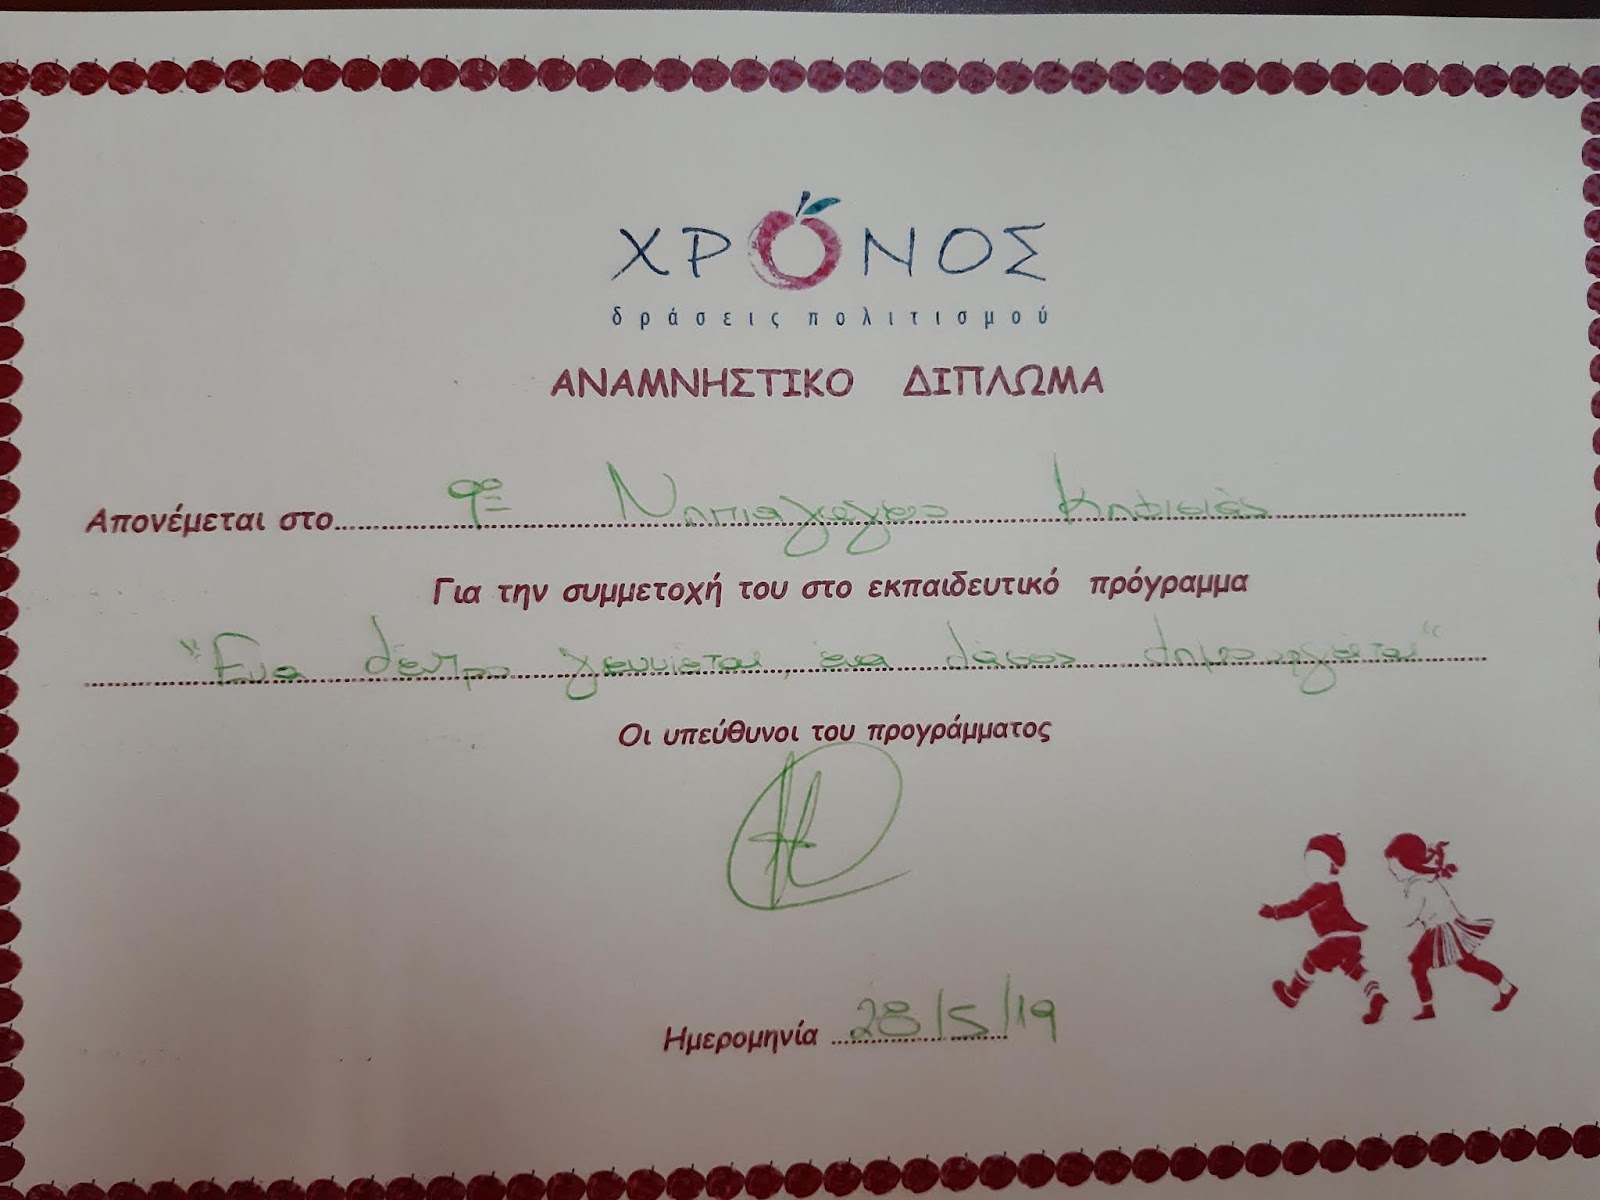 ΧΡΟΝΟΣ
δράσεις πολιτισμού
ΑΝΑΜΝΗΣΤΙΚΟ ΔΙΠΛΩΜΑ
Απονέμεται στο 9ο Νηπιαγωγείο Κηφισιάς
Για την συμμετοχή του στο εκπαιδευτικό πρόγραμμα
"Ένα δέντρο γεννιέται, ένα δάσος δημιουργείται"
Οι υπεύθυνοι του προγράμματος
Ημερομηνία 28/5/19